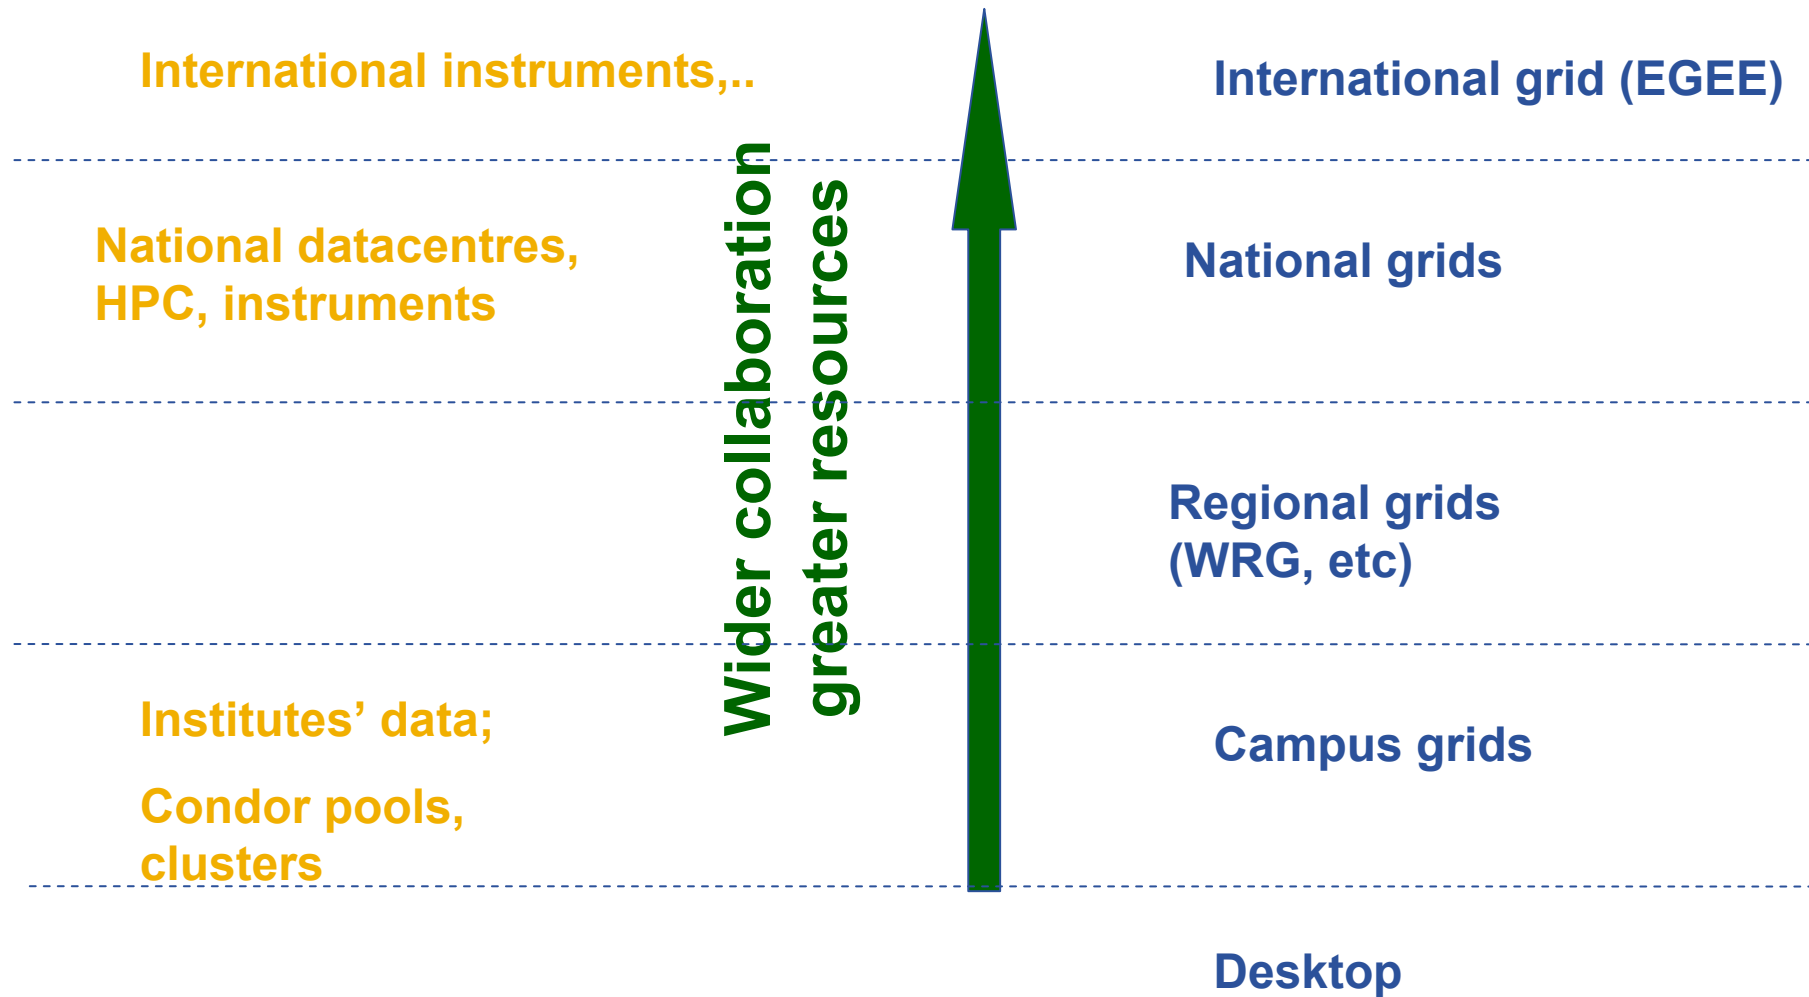 International instruments,..
International grid (EGEE)
National datacentres,
HPC, instruments
National grids
Wider collaboration
greater resources
Regional grids
(WRG, etc)
Institutes’ data;
Condor pools,
clusters
Campus grids
Desktop